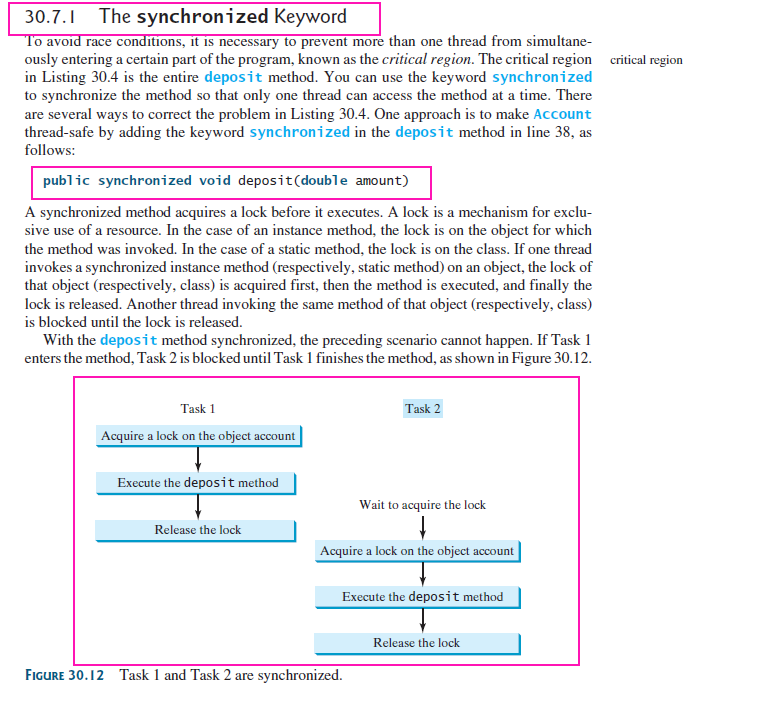 30.7.1 The synchronized Keyword
To avoid race conditions, it is necessary to prevent more than one thread from simultane-
ously entering a certain part of the program, known as the critical region. The critical region
critical region
in Listing 30.4 is the entire deposit method. You can use the keyword synchronized
to synchronize the method so that only one thread can access the method at a time. There
are several ways to correct the problem in Listing 30.4. One approach is to make Account
thread-safe by adding the keyword synchronized in the deposit method in line 38, as
follows:
public synchronized void deposit(double amount)
A synchronized method acquires a lock before it executes. A lock is a mechanism for exclu-
sive use of a resource. In the case of an instance method, the lock is on the object for which
the method was invoked. In the case of a static method, the lock is on the class. If one thread
invokes a synchronized instance method (respectively, static method) on an object, the lock of
that object (respectively, class) is acquired first, then the method is executed, and finally the
lock is released. Another thread invoking the same method of that object (respectively, class)
is blocked until the lock is released.
With the deposit method synchronized, the preceding scenario cannot happen. If Task 1
enters the method, Task 2 is blocked until Task 1 finishes the method, as shown in Figure 30.12.
Task 1
Acquire a lock on the object account
Execute the deposit method
Release the lock
Task 2
Wait to acquire the lock
Acquire a lock on the object account
Execute the deposit method
Release the lock
FIGURE 30.12 Task 1 and Task 2 are synchronized.